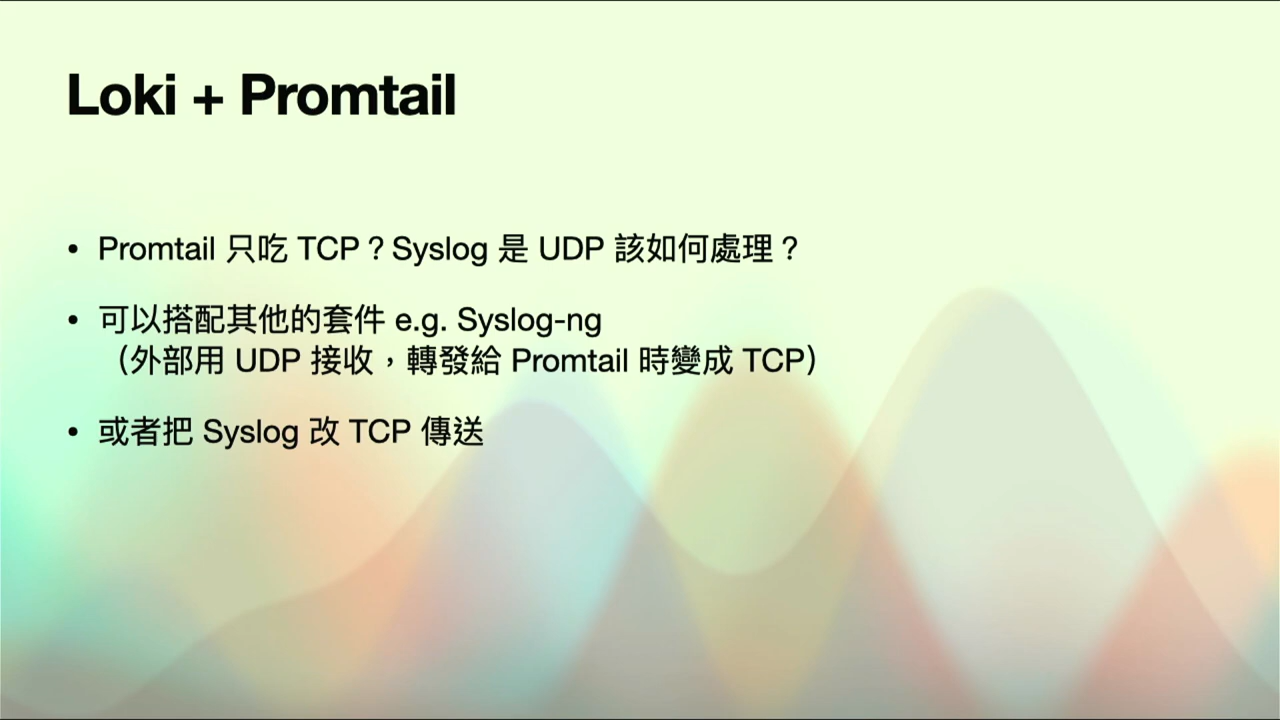 Loki + Promtail
• Promtail 只吃 TCP？Syslog 是 UDP 該如何處理？
• 可以搭配其他的套件 e.g. Syslog-ng
（外部用 UDP 接收，轉發給 Promtail 時變成 TCP）
• 或者把 Syslog 改 TCP 傳送